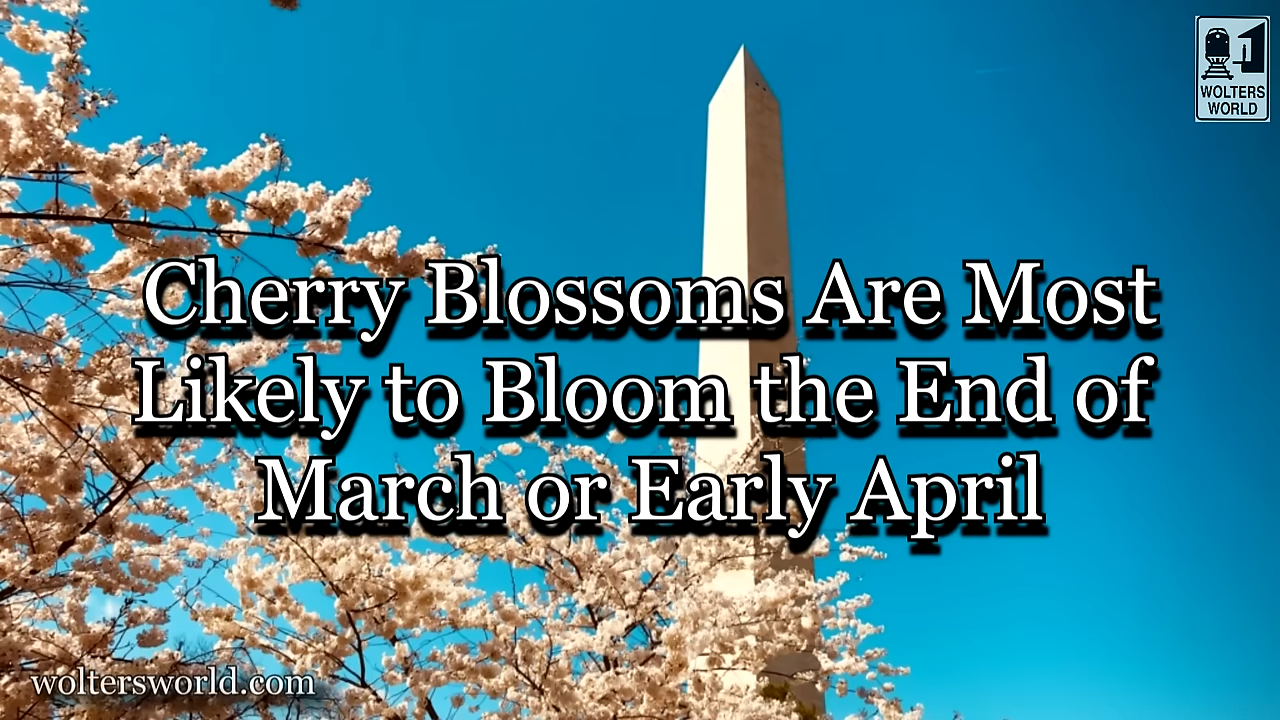 WOLTERS
WORLD
Cherry Blossoms Are Most
Likely to Bloom the End of
March or Early April
woltersworld.com